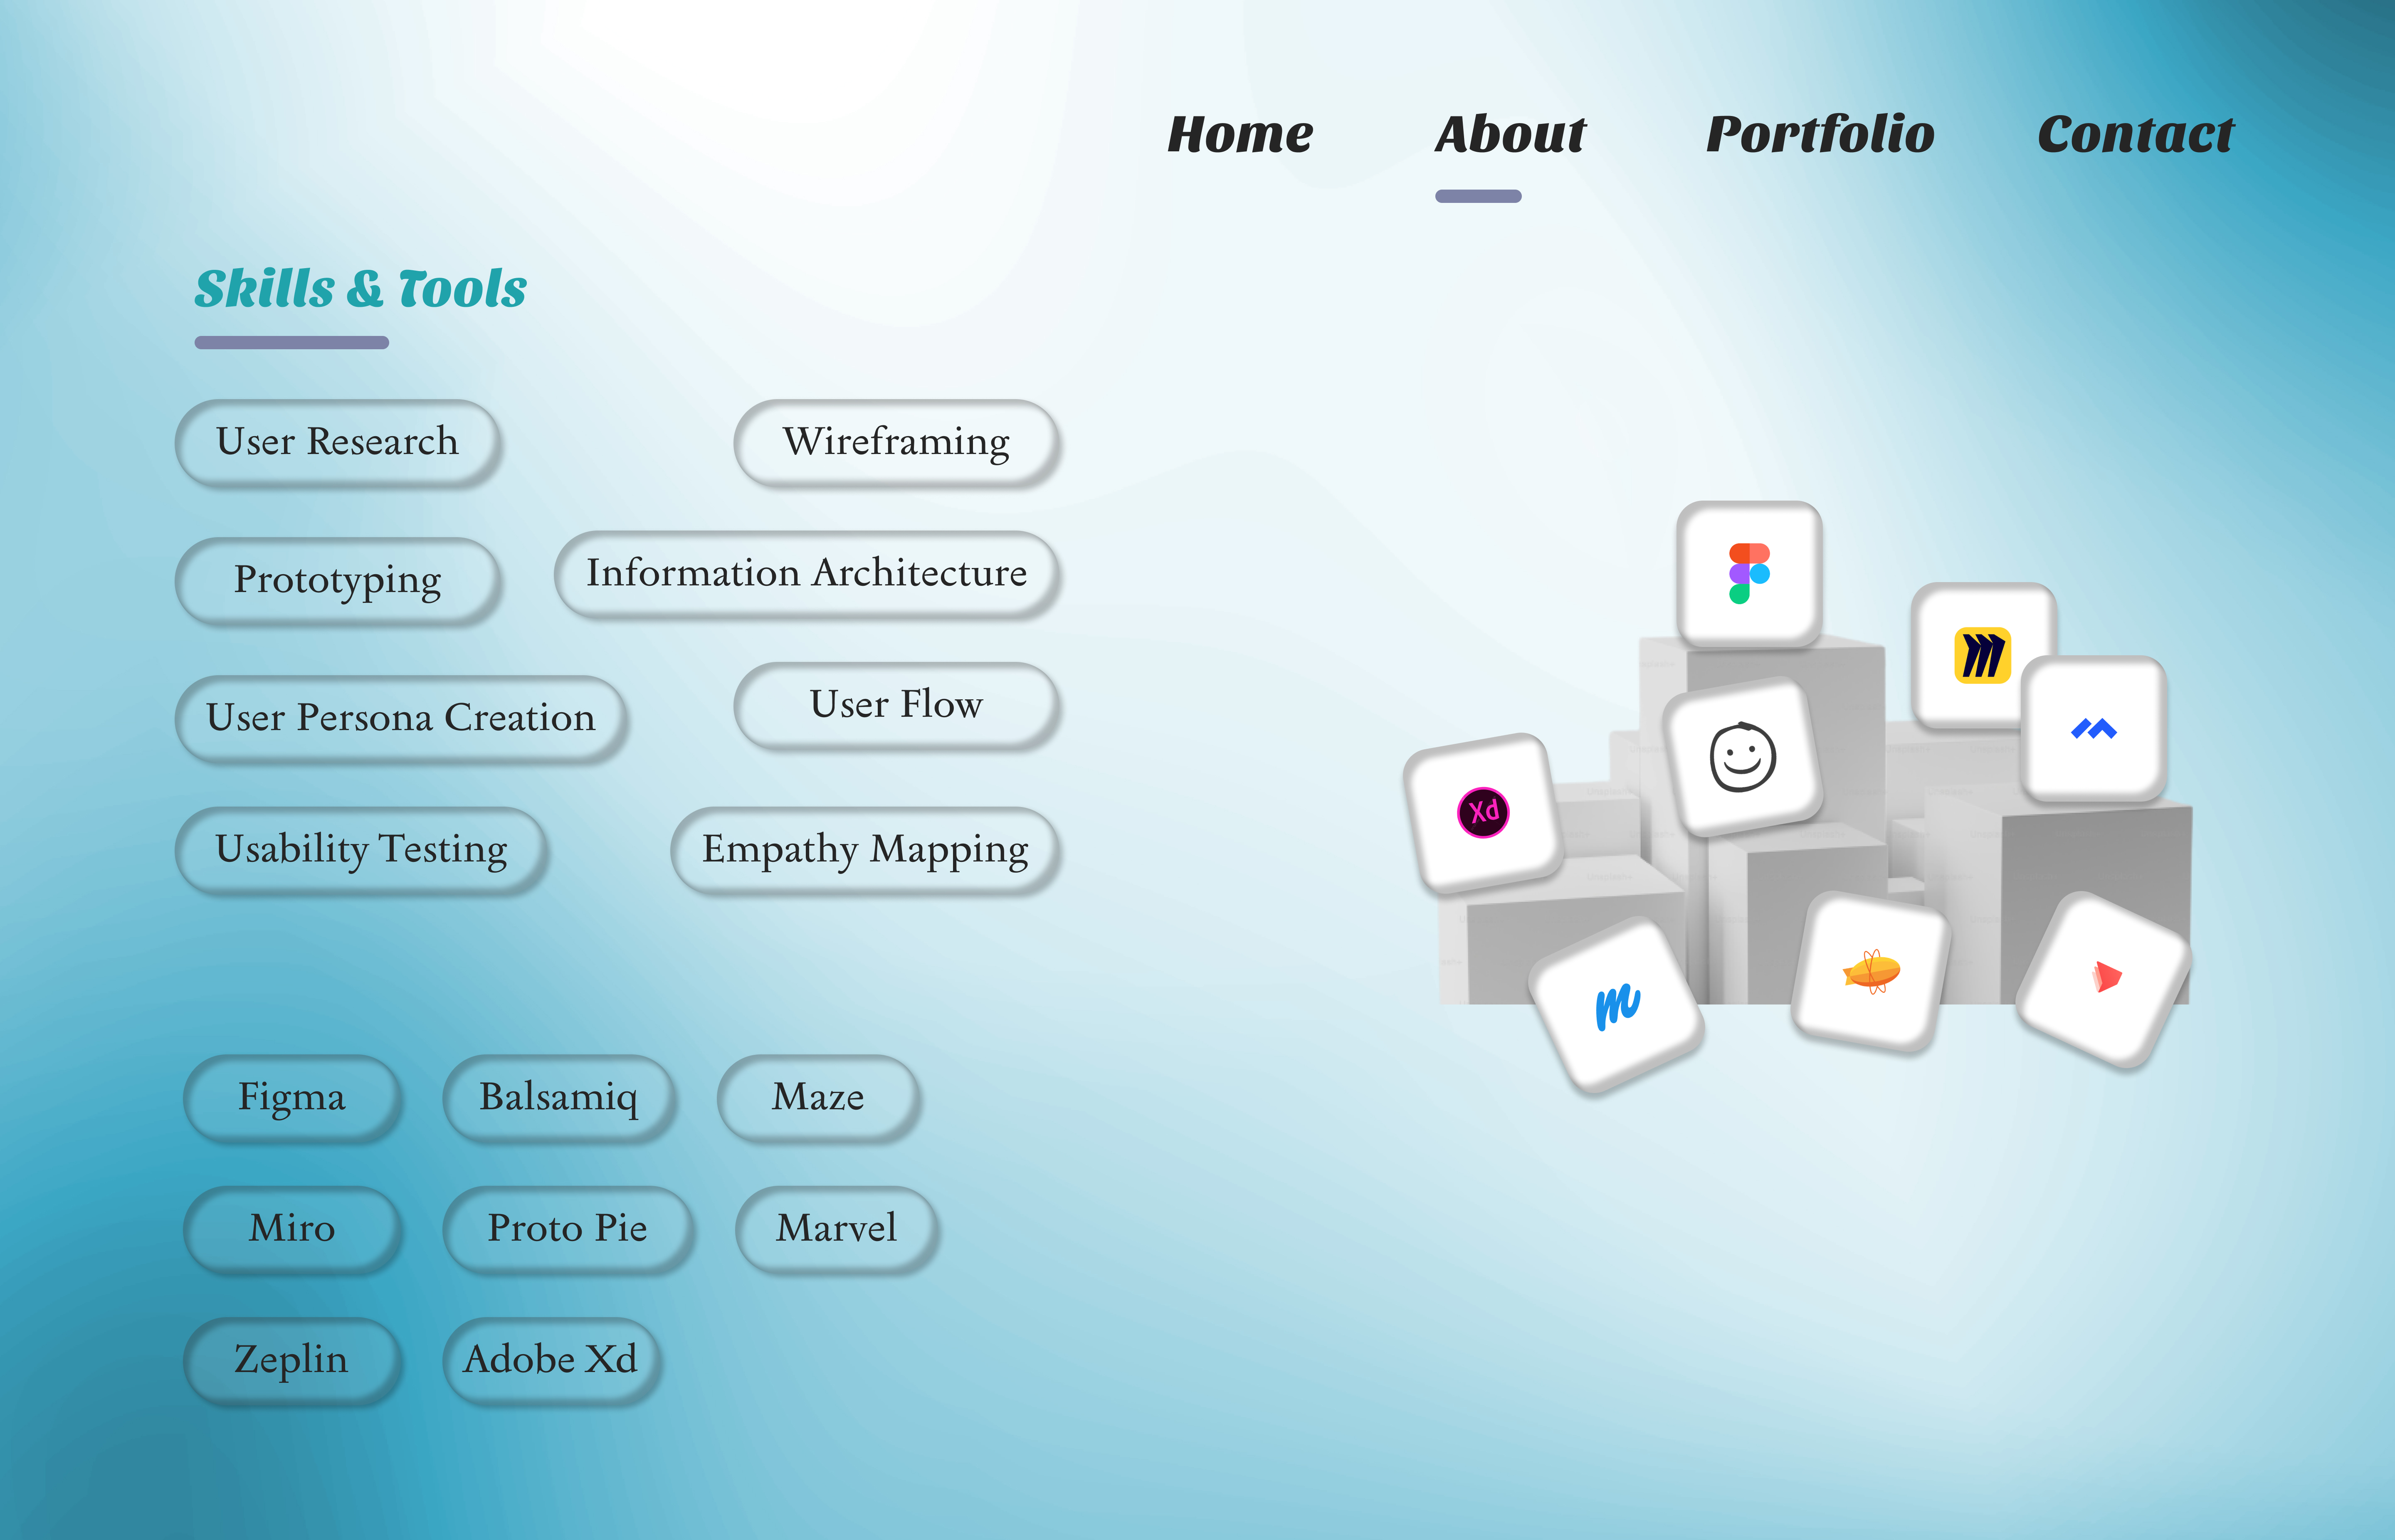 Home About Portfolio Contact
Skills & Tools
User Research Wireframing
Prototyping Information Architecture
User Persona Creation User Flow
Usability Testing Empathy Mapping
Figma Balsamiq Maze
Miro Proto Pie Marvel
Zeplin Adobe Xd
Xd
m